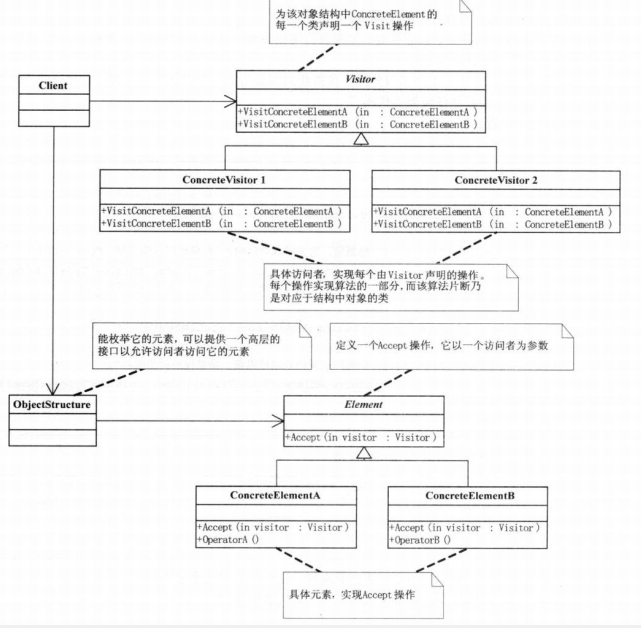 为该对象结构中ConcreteElement的
每一个类声明一个 Visit 操作
Client
Visitor
+VisitConcreteElementA (in : ConcreteElementA )
+VisitConcreteElementB (in : ConcreteElementB )
ConcreteVisitor 1
+VisitConcreteElementA (in : ConcreteElementA )
+VisitConcreteElementB (in : ConcreteElementB )
ConcreteVisitor 2
+VisitConcreteElementA (in : ConcreteElementA )
+VisitConcreteElementB (in : ConcreteElementB )
具体访问者，实现每个由Visitor声明的操作。
每个操作实现算法的一部分,而该算法片断乃
是对应于结构中对象的类
能枚举它的元素，可以提供一个高层的
接口以允许访问者访问它的元素
定义一个Accept 操作，它以一个访问者为参数
ObjectStructure
Element
+Accept (in visitor : Visitor )
ConcreteElementA
+Accept (in visitor : Visitor )
+OperatorA ()
ConcreteElementB
+Accept (in visitor : Visitor )
+OperatorB ()
具体元素，实现Accept 操作